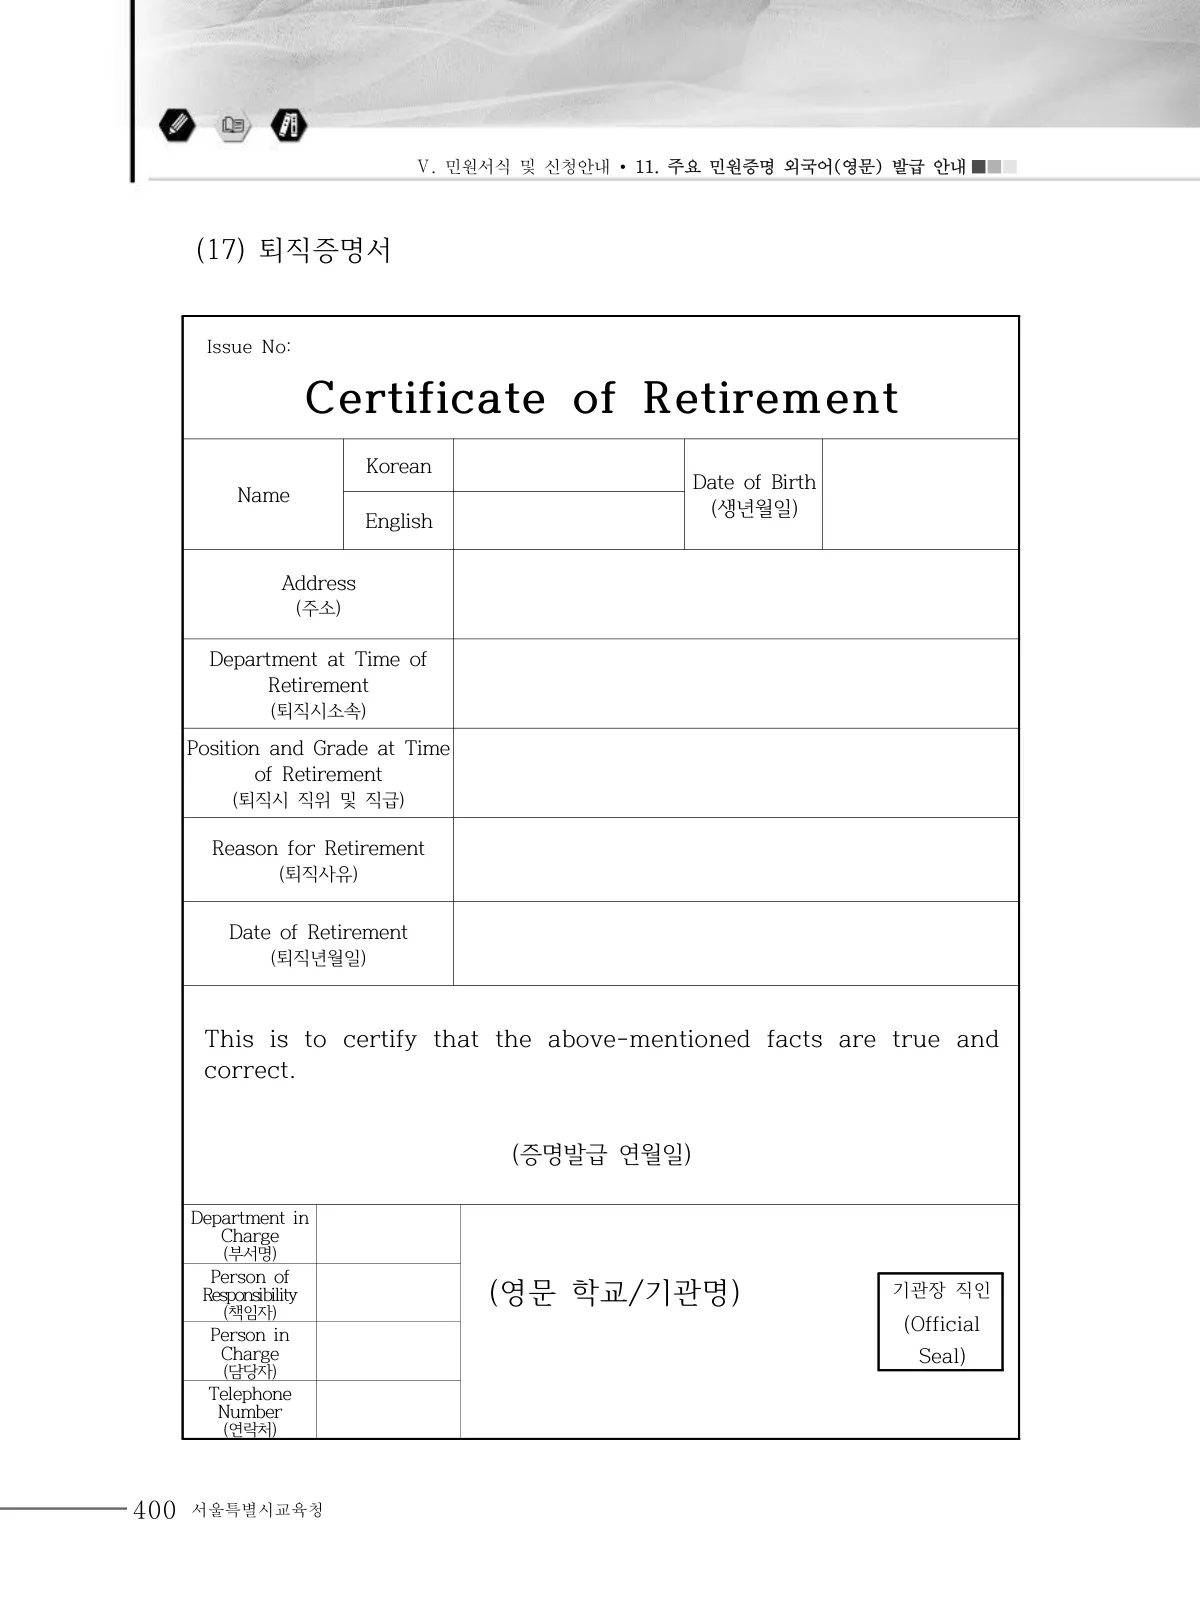 Ⅴ. 민원서식 및 신청안내 • 11. 주요 민원증명 외국어(영문) 발급 안내
(17) 퇴직증명서
Issue No:
Certificate of Retirement
Name
Korean
English
Date of Birth
(생년월일)
Address
(주소)
Department at Time of
Retirement
(퇴직시소속)
Position and Grade at Time
of Retirement
(퇴직시 직위 및 직급)
Reason for Retirement
(퇴직사유)
Date of Retirement
(퇴직년월일)
This is to certify that the above-mentioned facts are true and
correct.
(증명발급 연월일)
Department in
Charge
(부서명)
Person of
Responsibility
(책임자)
Person in
Charge
(담당자)
Telephone
Number
(연락처)
(영문 학교/기관명)
기관장 직인
(Official
Seal)
400 서울특별시교육청